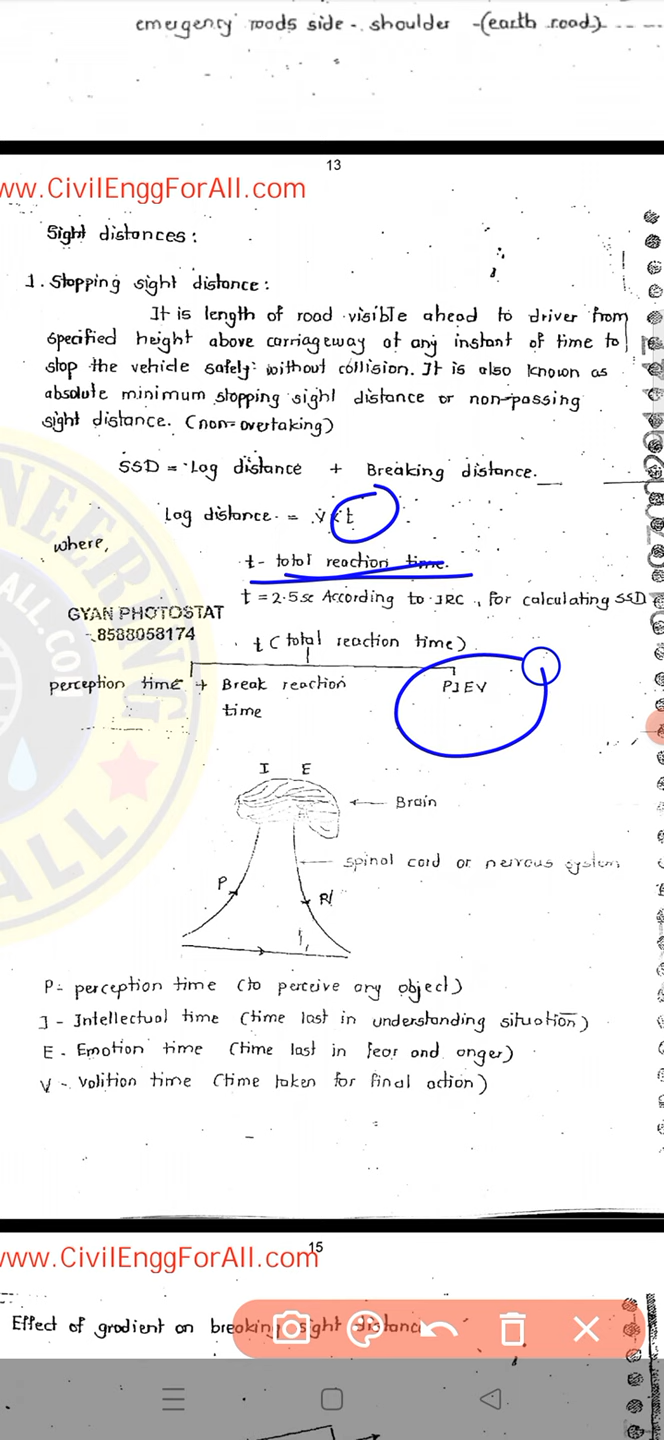 emergency roads side - shoulder - (earth road)
13
ww.CivilEnggForAll.com
Sight distances :
1. Stopping sight distance :
It is length of road visible ahead to driver from
specified height above carriageway at any instant of time to
stop the vehicle safely without collision. It is also known as
absolute minimum stopping sight distance or non-passing
sight distance. (non-overtaking)
SSD = Log distance + Breaking distance.
Log distance = v x t
where,
t - total reaction time.
t = 2.5sc According to IRC , for calculating SSD
GYAN PHOTOSTAT
8588058174
t (total reaction time)
perception time + Break reaction
time
PIEV
I E
Brain
spinal cord or nervous system
P
R
P - perception time (to perceive any object)
I - Intellectual time (time last in understanding situation)
E - Emotion time (time last in fear and anger)
V - Volition time (time taken for final action)
ALL
15
www.CivilEnggForAll.com
Effect of gradient on breaking sight distanc